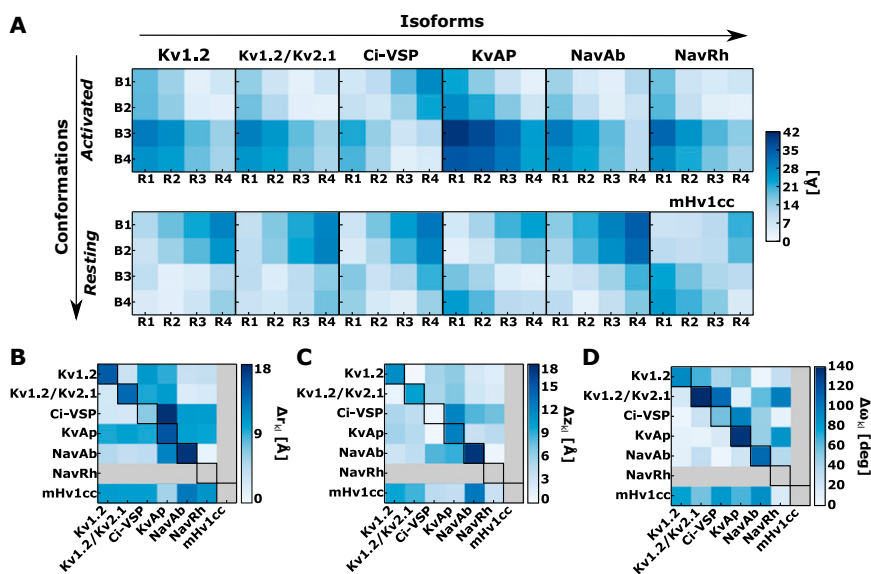 A
Isoforms
Conformations
Activated
Resting
Kv1.2 Kv1.2/Kv2.1 Ci-VSP KvAP NavAb NavRh
B1
B2
B3
B4
R1 R2 R3 R4 R1 R2 R3 R4 R1 R2 R3 R4 R1 R2 R3 R4 R1 R2 R3 R4 R1 R2 R3 R4
42
35
28
21
14
7
0
[Å]
mHv1cc
B1
B2
B3
B4
R1 R2 R3 R4 R1 R2 R3 R4 R1 R2 R3 R4 R1 R2 R3 R4 R1 R2 R3 R4 R1 R2 R3 R4
B
Kv1.2
Kv1.2/Kv2.1
Ci-VSP
KvAp
NavAb
NavRh
mHv1cc
Kv1.2
Kv1.2/Kv2.1
Ci-VSP
KvAp
NavAb
NavRh
mHv1cc
18
9
0
Δr_kl [Å]
C
Kv1.2
Kv1.2/Kv2.1
Ci-VSP
KvAp
NavAb
NavRh
mHv1cc
Kv1.2
Kv1.2/Kv2.1
Ci-VSP
KvAp
NavAb
NavRh
mHv1cc
18
15
12
9
6
3
0
Δz_kl [Å]
D
Kv1.2
Kv1.2/Kv2.1
Ci-VSP
KvAp
NavAb
NavRh
mHv1cc
Kv1.2
Kv1.2/Kv2.1
Ci-VSP
KvAp
NavAb
NavRh
mHv1cc
140
120
100
80
60
40
20
0
Δω_kl [deg]